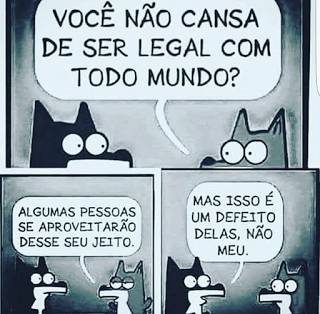 VOCÊ NÃO CANSA
DE SER LEGAL COM
TODO MUNDO?
ALGUMAS PESSOAS
SE APROVEITARÃO
DESSE SEU JEITO.
MAS ISSO É
UM DEFEITO
DELAS, NÃO
MEU.